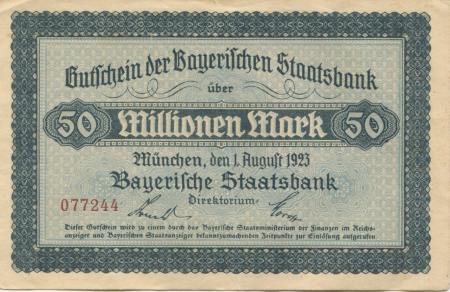 Gutschein der Bayerischen Staatsbank
über
50 Millionen Mark 50
München, den 1. August 1923
Bayerische Staatsbank
077244 Direktorium
Dieser Gutschein wird zu einem durch das Bayerische Staatsministerium der Finanzen im Reichs-
anzeiger und Bayerischen Staatsanzeiger bekanntzumachenden Zeitpunkte zur Einlösung aufgerufen.